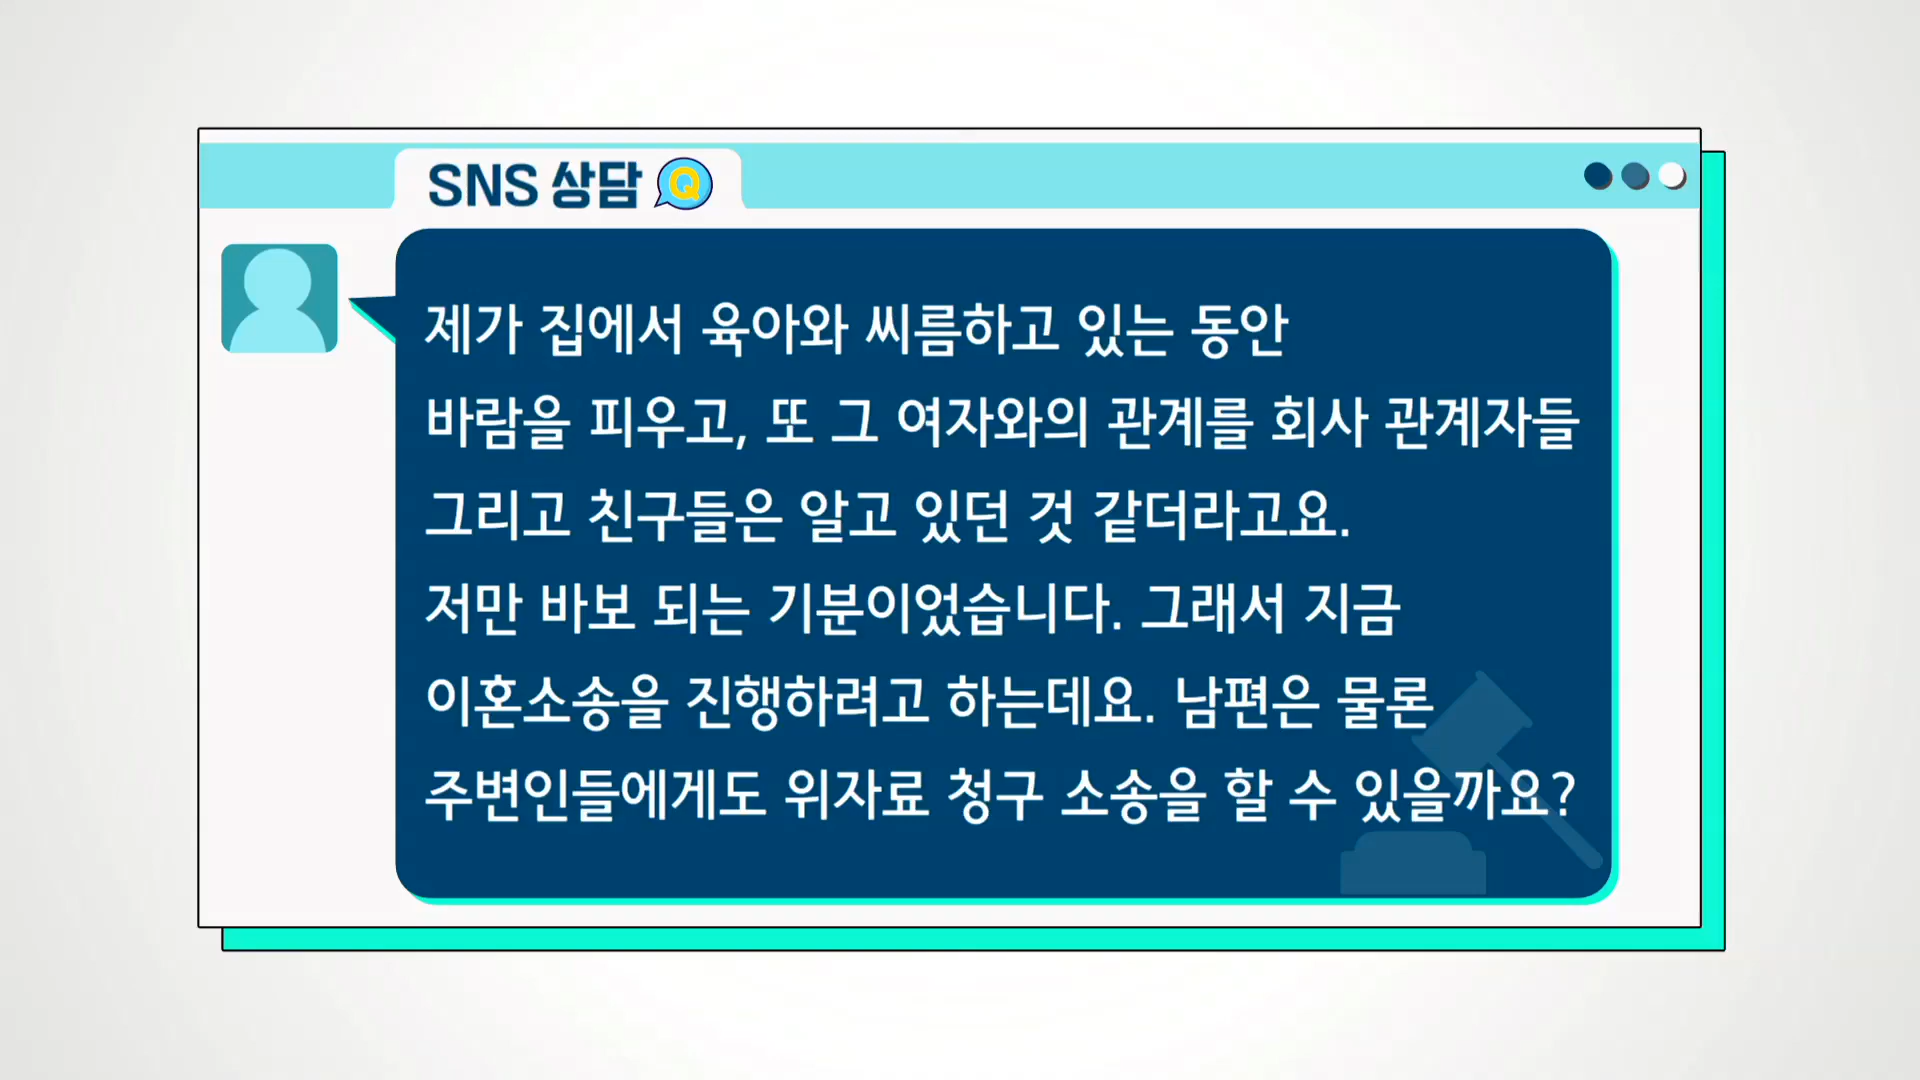 SNS 상담 Q
제가 집에서 육아와 씨름하고 있는 동안
바람을 피우고, 또 그 여자와의 관계를 회사 관계자들
그리고 친구들은 알고 있던 것 같더라고요.
저만 바보 되는 기분이었습니다. 그래서 지금
이혼소송을 진행하려고 하는데요. 남편은 물론
주변인들에게도 위자료 청구 소송을 할 수 있을까요?